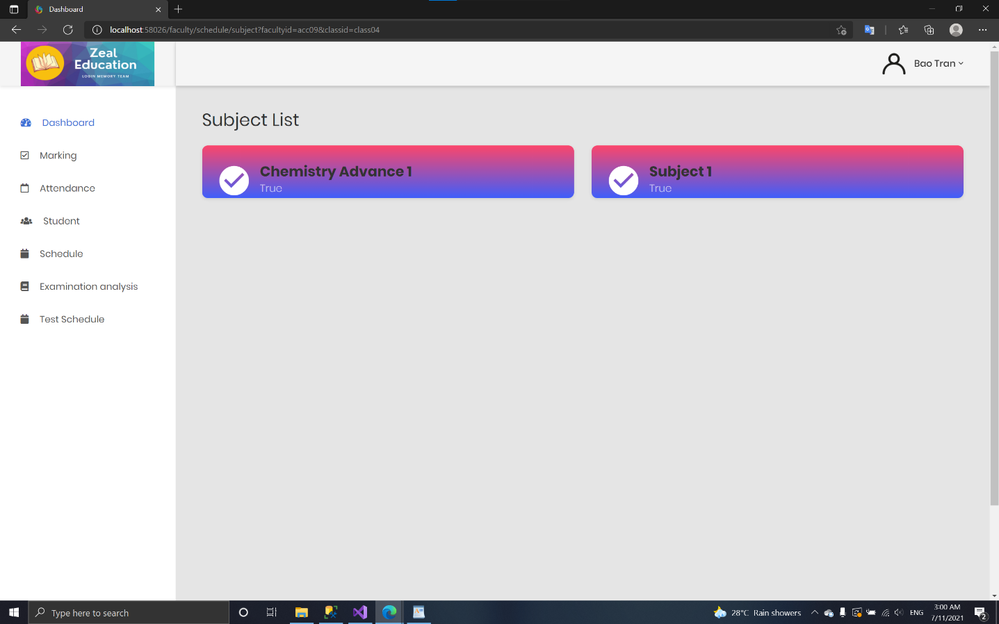 Dashboard
localhost:58026/faculty/schedule/subject?facultyid=acc09&classid=class04
Zeal
Education
LOGIN MEMORY TEAM
Bao Tran
Dashboard
Marking
Attendance
Student
Schedule
Examination analysis
Test Schedule
Subject List
Chemistry Advance 1
True
Subject 1
True
Type here to search
28°C Rain showers
ENG
3:00 AM
7/11/2021
2